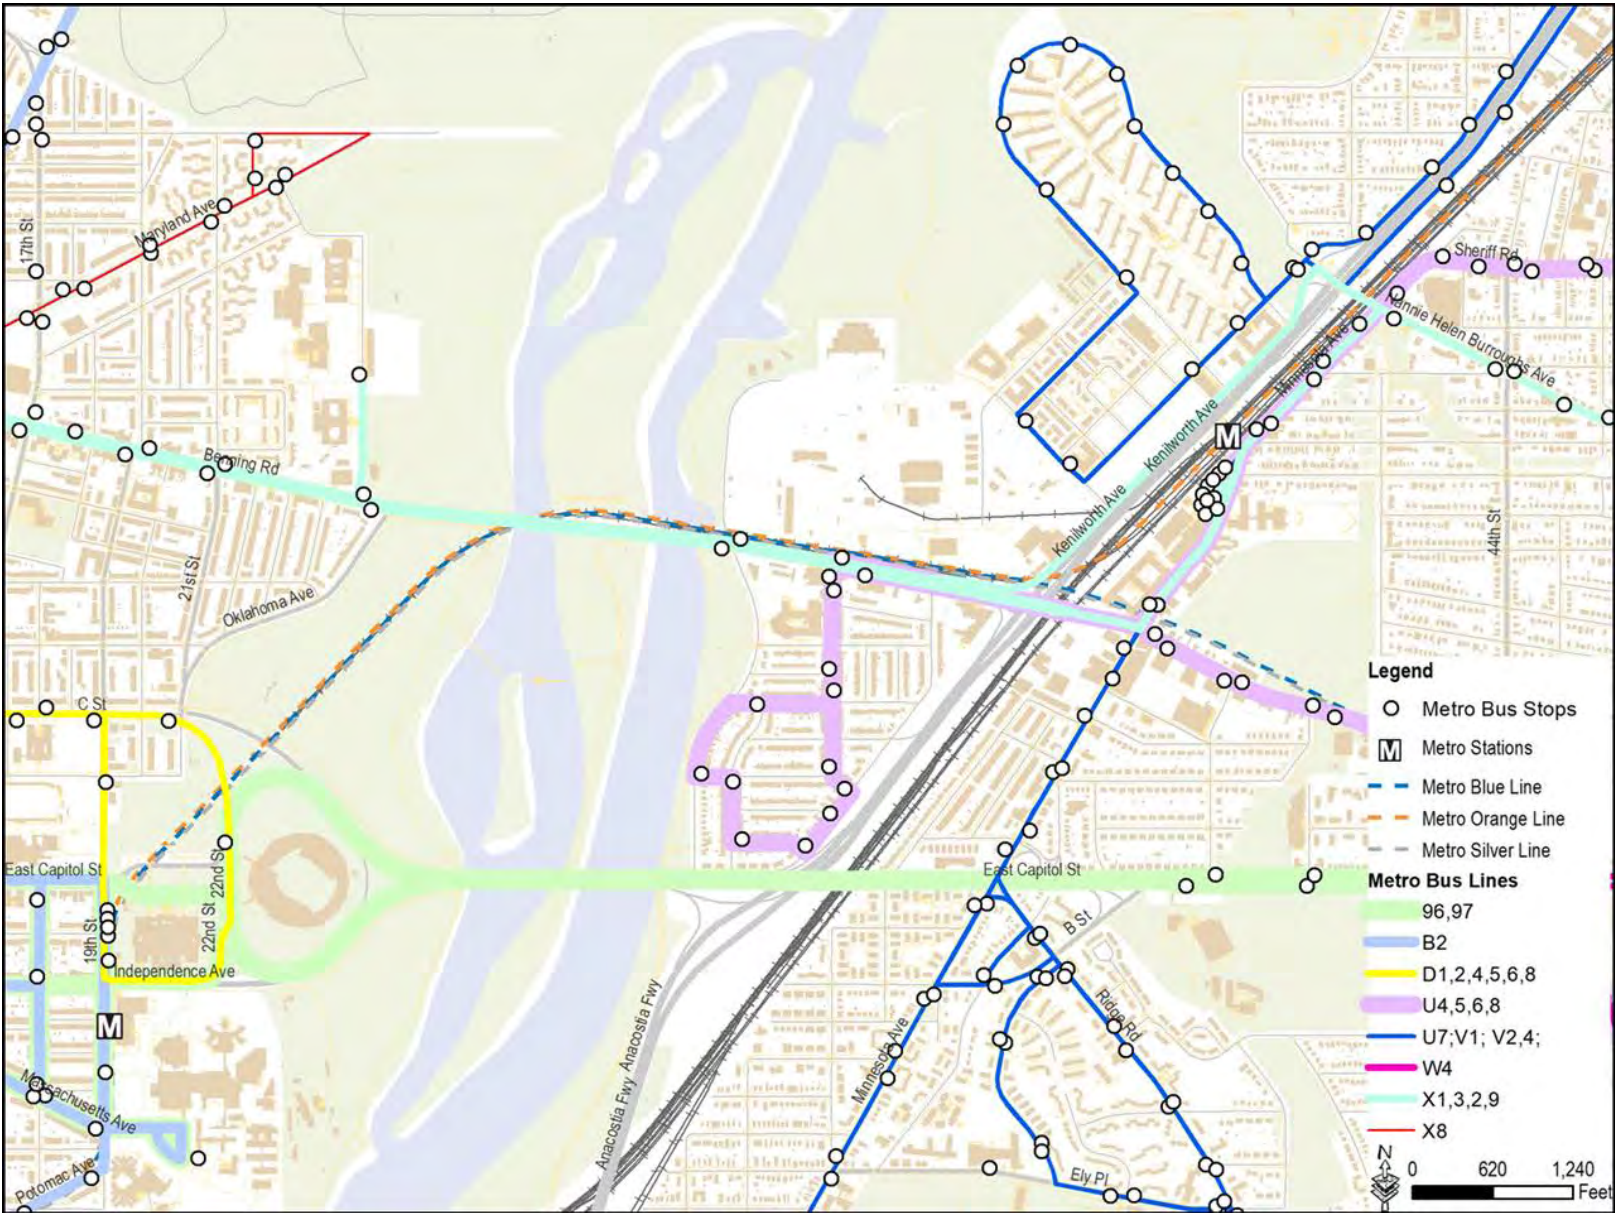 17th St
Maryland Ave
Sheriff Rd
Nannie Helen Burroughs Ave
Minnesota Ave
Kenilworth Ave
M
Benning Rd
Kenilworth Ave
44th St
21st St
Oklahoma Ave
C St
East Capitol St
22nd St
East Capitol St
22nd St
19th St
B St
Independence Ave
Anacostia Fwy
Ridge Rd
M
Minnesota Ave
Massachusetts Ave
Anacostia Fwy
Potomac Ave
Ely Pl
Legend
Metro Bus Stops
M Metro Stations
Metro Blue Line
Metro Orange Line
Metro Silver Line
Metro Bus Lines
96,97
B2
D1,2,4,5,6,8
U4,5,6,8
U7;V1; V2,4;
W4
X1,3,2,9
X8
N
0 620 1,240
Feet